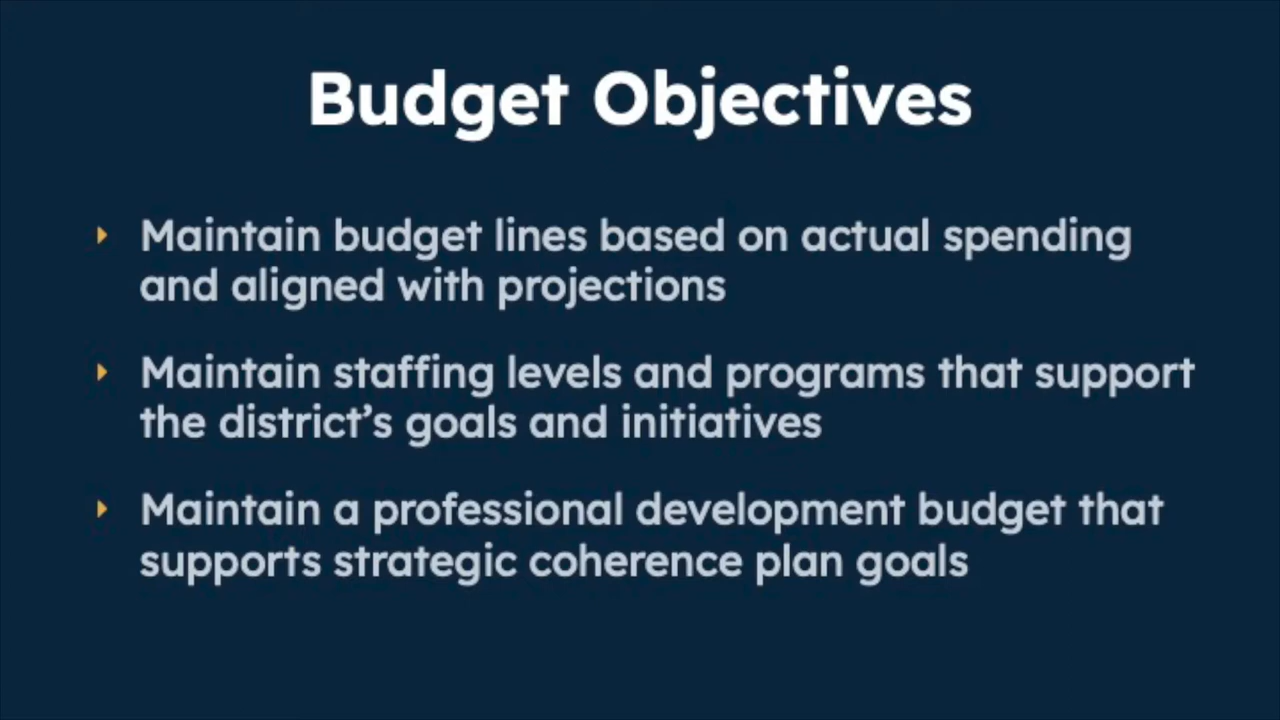 Budget Objectives
Maintain budget lines based on actual spending
and aligned with projections
Maintain staffing levels and programs that support
the district’s goals and initiatives
Maintain a professional development budget that
supports strategic coherence plan goals